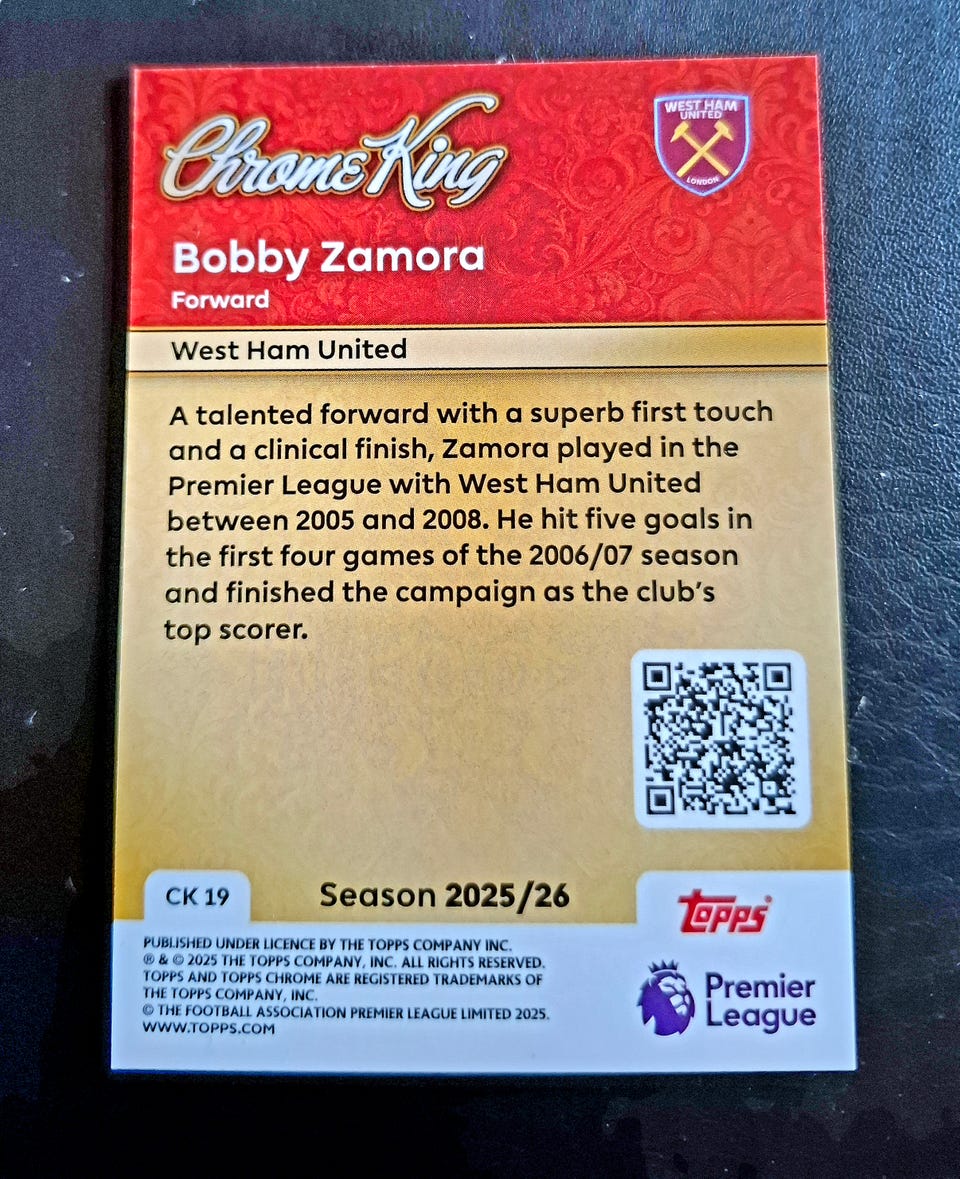 Chrome King
WEST HAM
UNITED
LONDON
Bobby Zamora
Forward
West Ham United
A talented forward with a superb first touch
and a clinical finish, Zamora played in the
Premier League with West Ham United
between 2005 and 2008. He hit five goals in
the first four games of the 2006/07 season
and finished the campaign as the club's
top scorer.
CK 19
Season 2025/26
topps®
PUBLISHED UNDER LICENCE BY THE TOPPS COMPANY INC.
® & © 2025 THE TOPPS COMPANY, INC. ALL RIGHTS RESERVED.
TOPPS AND TOPPS CHROME ARE REGISTERED TRADEMARKS OF
THE TOPPS COMPANY, INC.
© THE FOOTBALL ASSOCIATION PREMIER LEAGUE LIMITED 2025.
WWW.TOPPS.COM
Premier
League